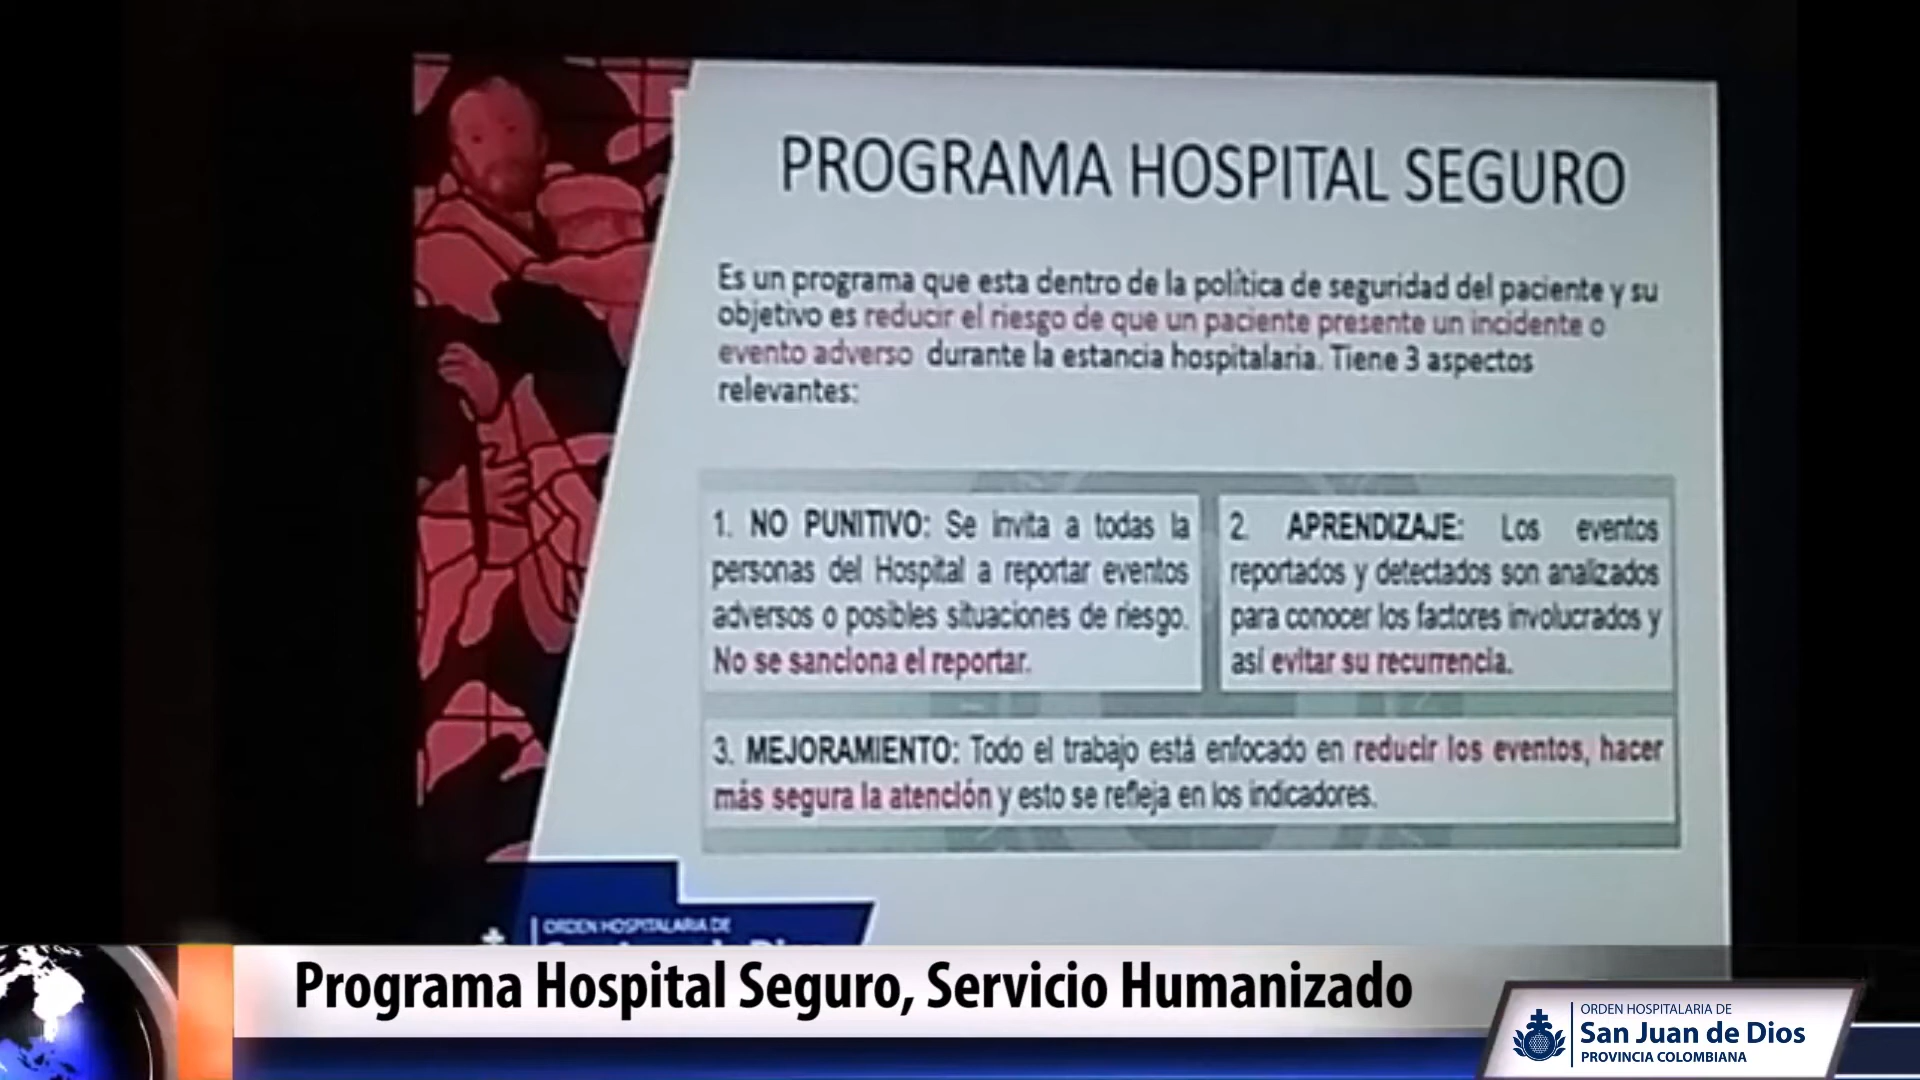 PROGRAMA HOSPITAL SEGURO
Es un programa que esta dentro de la política de seguridad del paciente y su
objetivo es reducir el riesgo de que un paciente presente un incidente o
evento adverso durante la estancia hospitalaria. Tiene 3 aspectos
relevantes:
1. NO PUNITIVO: Se invita a todas la
personas del Hospital a reportar eventos
adversos o posibles situaciones de riesgo.
No se sanciona el reportar.
2. APRENDIZAJE: Los eventos
reportados y detectados son analizados
para conocer los factores involucrados y
así evitar su recurrencia.
3. MEJORAMIENTO: Todo el trabajo está enfocado en reducir los eventos, hacer
más segura la atención y esto se refleja en los indicadores.
ORDEN HOSPITALARIA DE
Programa Hospital Seguro, Servicio Humanizado
ORDEN HOSPITALARIA DE
San Juan de Dios
PROVINCIA COLOMBIANA